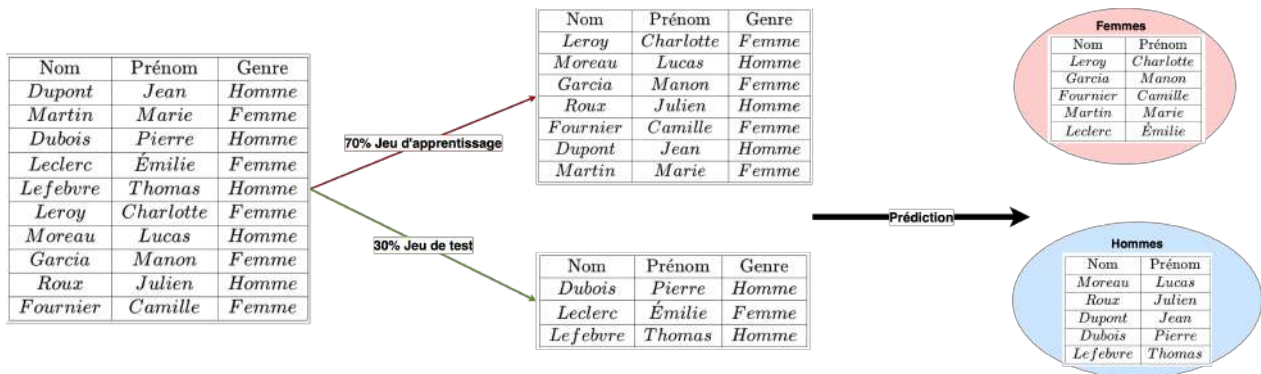 Nom Prénom Genre
Dupont Jean Homme
Martin Marie Femme
Dubois Pierre Homme
Leclerc Émilie Femme
Lefebvre Thomas Homme
Leroy Charlotte Femme
Moreau Lucas Homme
Garcia Manon Femme
Roux Julien Homme
Fournier Camille Femme
70% Jeu d'apprentissage
30% Jeu de test
Nom Prénom Genre
Leroy Charlotte Femme
Moreau Lucas Homme
Garcia Manon Femme
Roux Julien Homme
Fournier Camille Femme
Dupont Jean Homme
Martin Marie Femme
Nom Prénom Genre
Dubois Pierre Homme
Leclerc Émilie Femme
Lefebvre Thomas Homme
Prédiction
Femmes
Nom Prénom
Leroy Charlotte
Garcia Manon
Fournier Camille
Martin Marie
Leclerc Émilie
Hommes
Nom Prénom
Moreau Lucas
Roux Julien
Dupont Jean
Dubois Pierre
Lefebvre Thomas